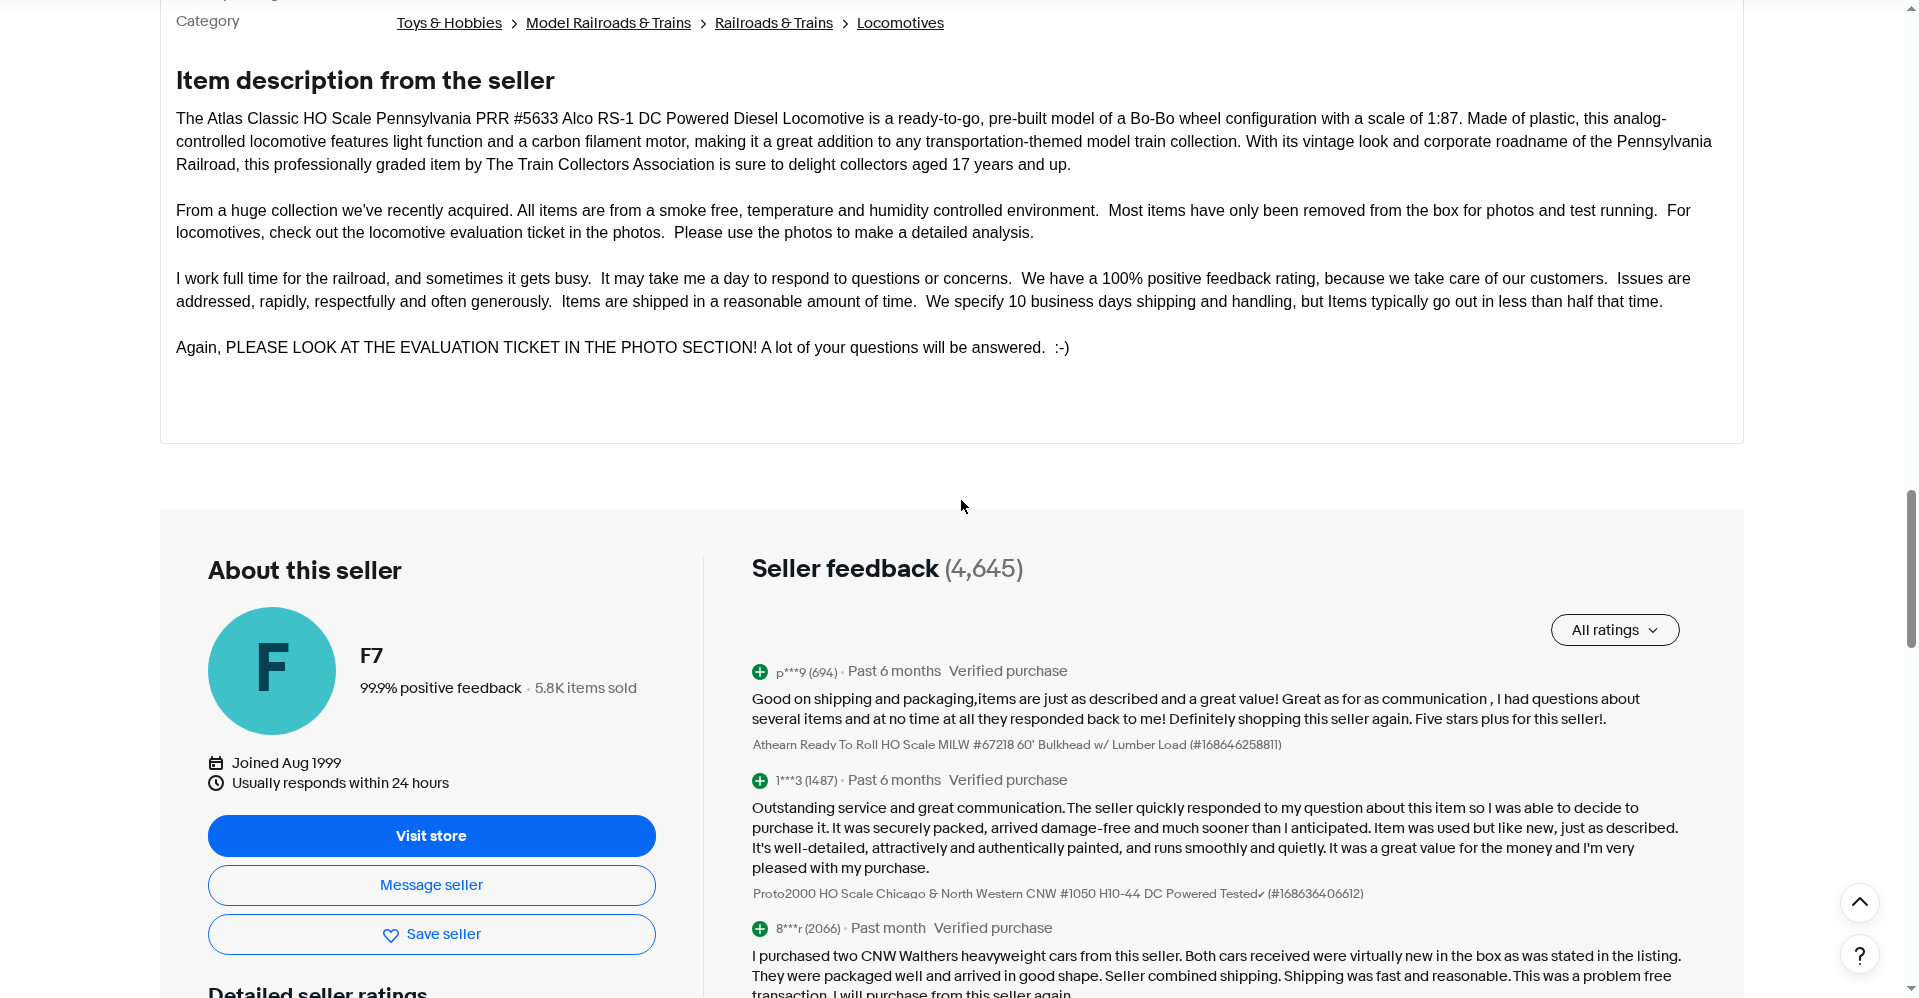 Category
Toys & Hobbies > Model Railroads & Trains > Railroads & Trains > Locomotives
Item description from the seller
The Atlas Classic HO Scale Pennsylvania PRR #5633 Alco RS-1 DC Powered Diesel Locomotive is a ready-to-go, pre-built model of a Bo-Bo wheel configuration with a scale of 1:87. Made of plastic, this analog-
controlled locomotive features light function and a carbon filament motor, making it a great addition to any transportation-themed model train collection. With its vintage look and corporate roadname of the Pennsylvania
Railroad, this professionally graded item by The Train Collectors Association is sure to delight collectors aged 17 years and up.
From a huge collection we've recently acquired. All items are from a smoke free, temperature and humidity controlled environment.  Most items have only been removed from the box for photos and test running.  For
locomotives, check out the locomotive evaluation ticket in the photos.  Please use the photos to make a detailed analysis.
I work full time for the railroad, and sometimes it gets busy.  It may take me a day to respond to questions or concerns.  We have a 100% positive feedback rating, because we take care of our customers.  Issues are
addressed, rapidly, respectfully and often generously.  Items are shipped in a reasonable amount of time.  We specify 10 business days shipping and handling, but Items typically go out in less than half that time.
Again, PLEASE LOOK AT THE EVALUATION TICKET IN THE PHOTO SECTION! A lot of your questions will be answered.  :-)
About this seller
F
F7
99.9% positive feedback · 5.8K items sold
Joined Aug 1999
Usually responds within 24 hours
Visit store
Message seller
Save seller
Detailed seller ratings
Seller feedback (4,645)
All ratings
p***9 (694) · Past 6 months Verified purchase
Good on shipping and packaging,items are just as described and a great value! Great as for as communication , I had questions about
several items and at no time at all they responded back to me! Definitely shopping this seller again. Five stars plus for this seller!.
Athearn Ready To Roll HO Scale MILW #67218 60' Bulkhead w/ Lumber Load (#168646258811)
1***3 (1487) · Past 6 months Verified purchase
Outstanding service and great communication. The seller quickly responded to my question about this item so I was able to decide to
purchase it. It was securely packed, arrived damage-free and much sooner than I anticipated. Item was used but like new, just as described.
It's well-detailed, attractively and authentically painted, and runs smoothly and quietly. It was a great value for the money and I'm very
pleased with my purchase.
Proto2000 HO Scale Chicago & North Western CNW #1050 H10-44 DC Powered Tested✔ (#168636406612)
8***r (2066) · Past month Verified purchase
I purchased two CNW Walthers heavyweight cars from this seller. Both cars received were virtually new in the box as was stated in the listing.
They were packaged well and arrived in good shape. Seller combined shipping. Shipping was fast and reasonable. This was a problem free
transaction. I will purchase from this seller again.
?